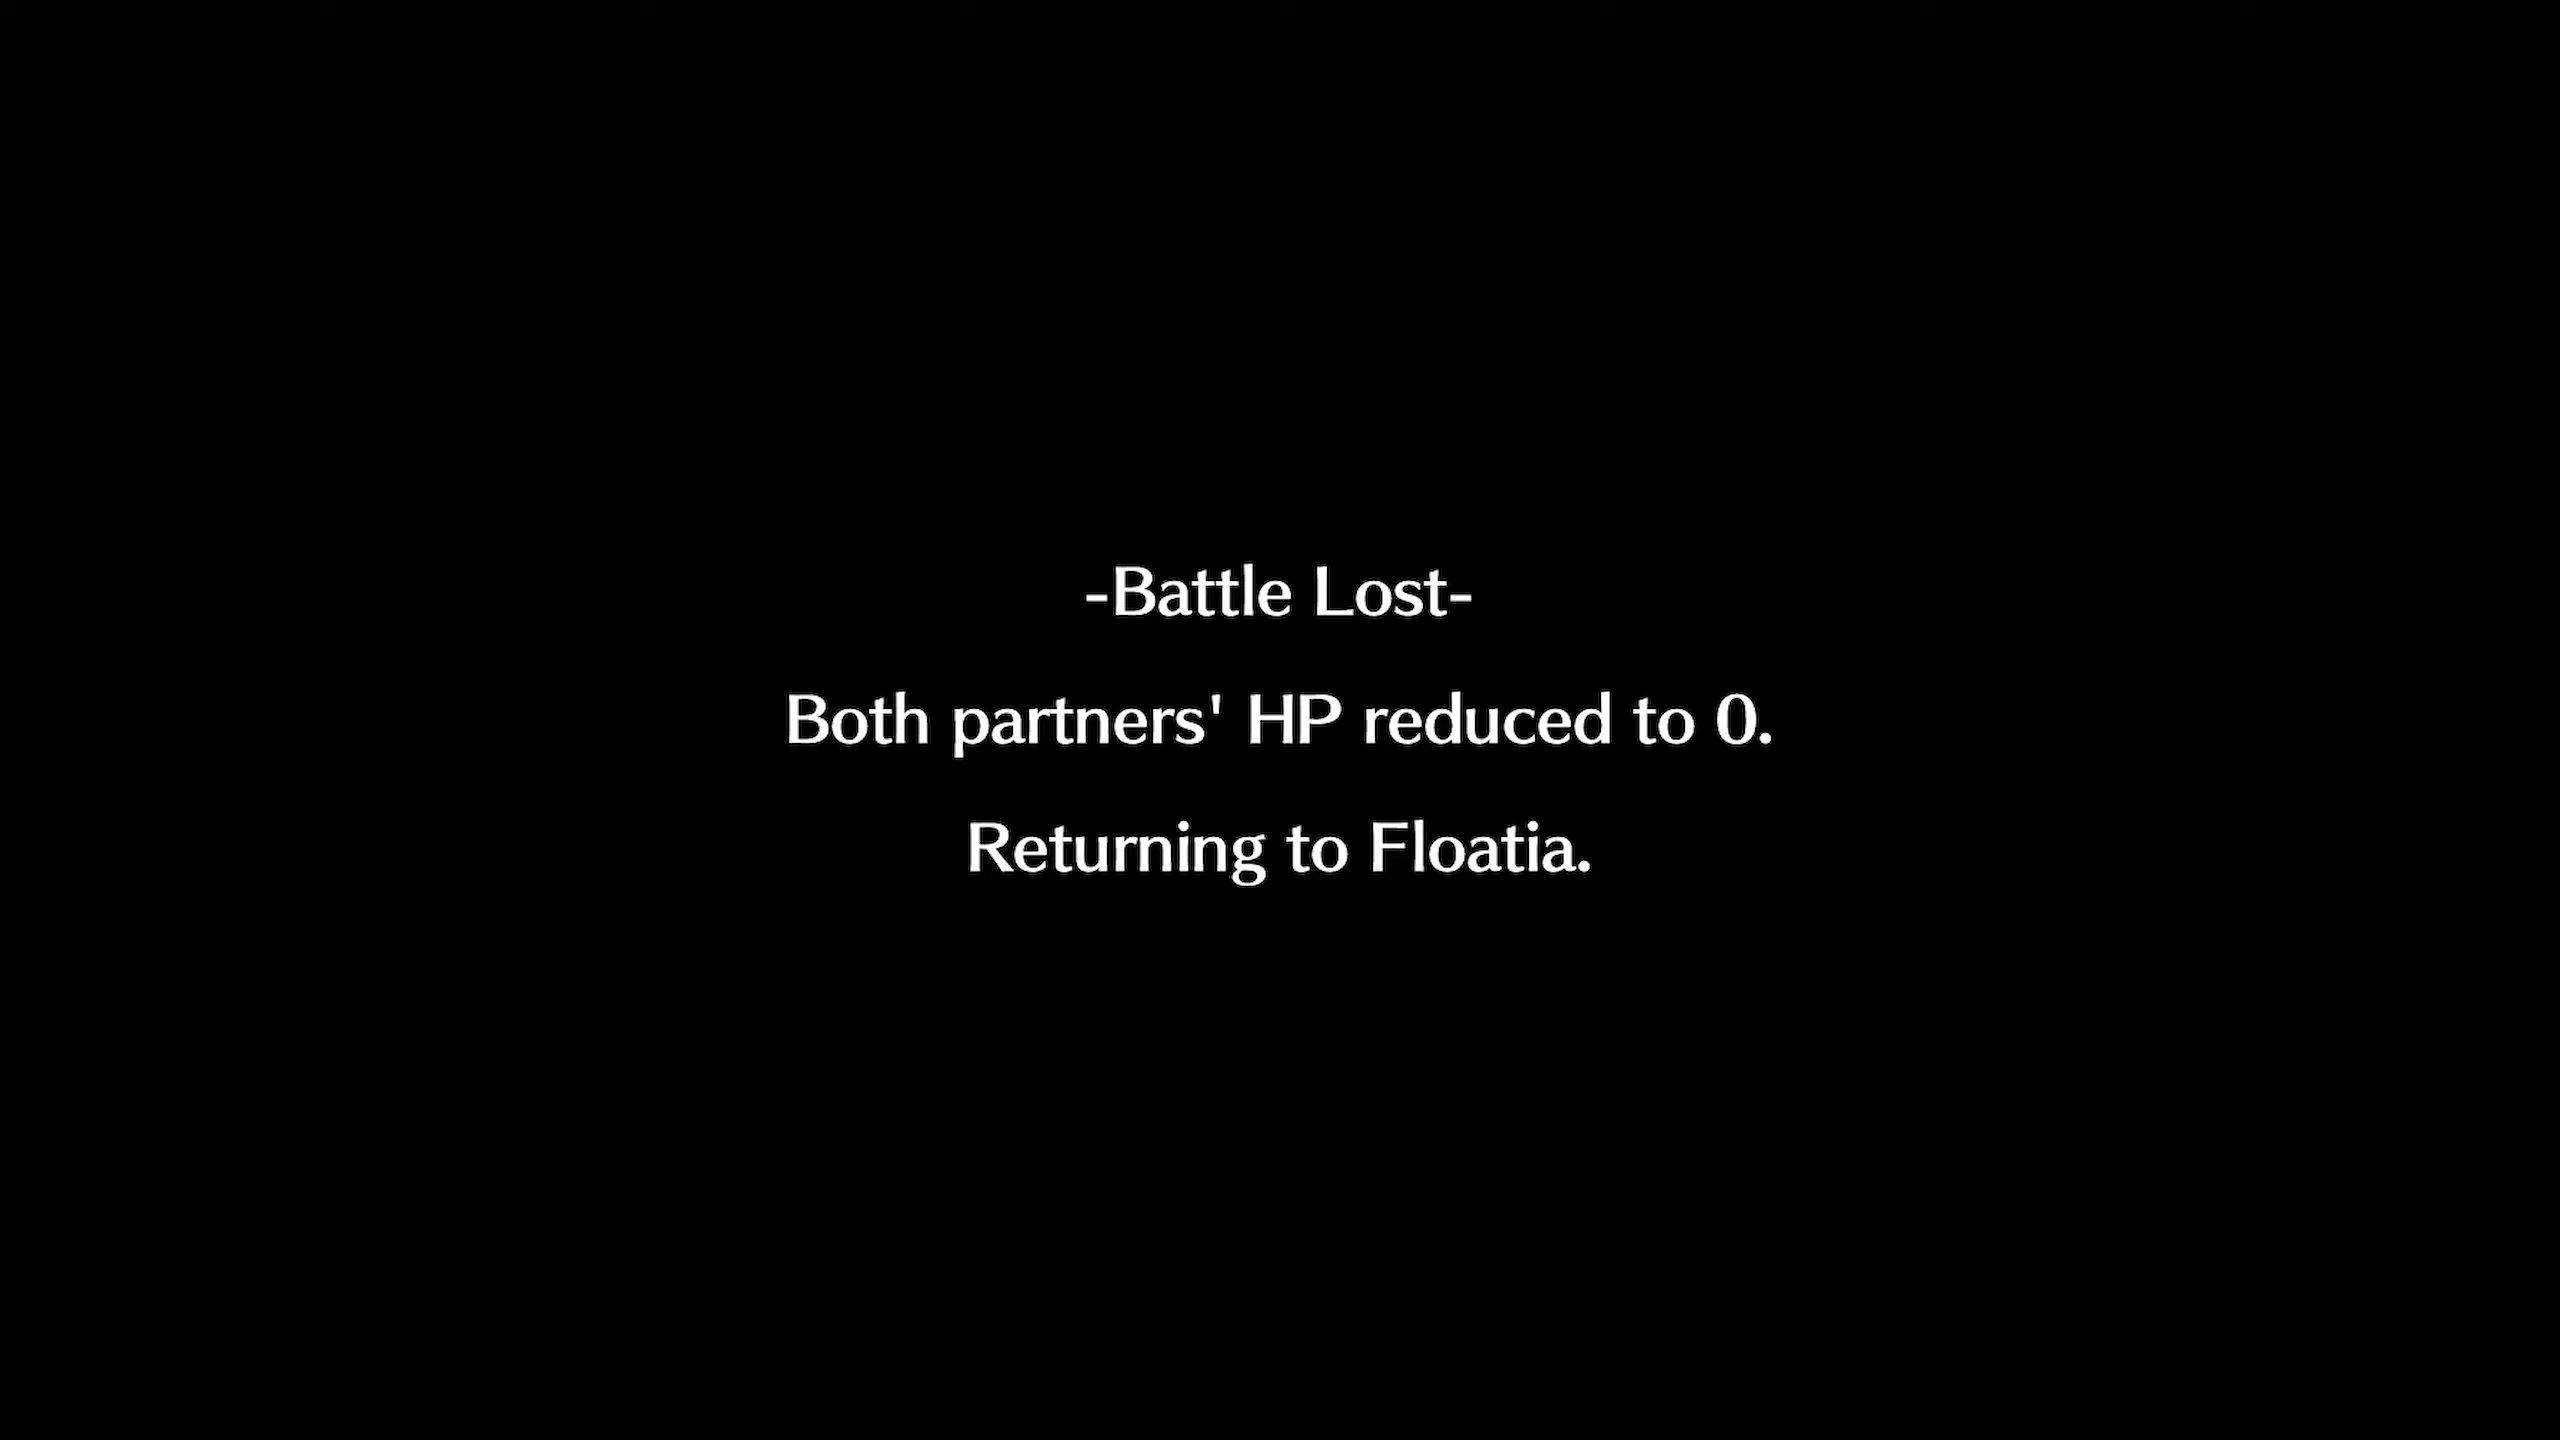 -Battle Lost-
Both partners' HP reduced to 0.
Returning to Floatia.